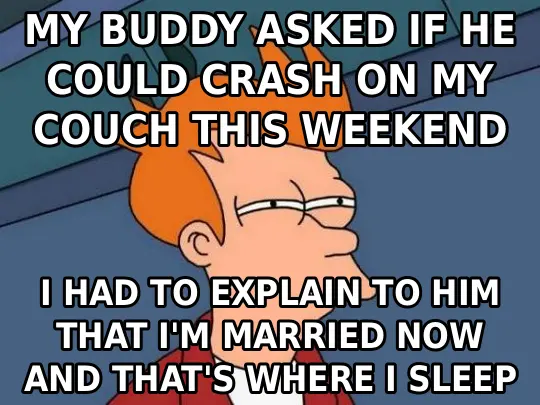 MY BUDDY ASKED IF HE
COULD CRASH ON MY
COUCH THIS WEEKEND
I HAD TO EXPLAIN TO HIM
THAT I'M MARRIED NOW
AND THAT'S WHERE I SLEEP